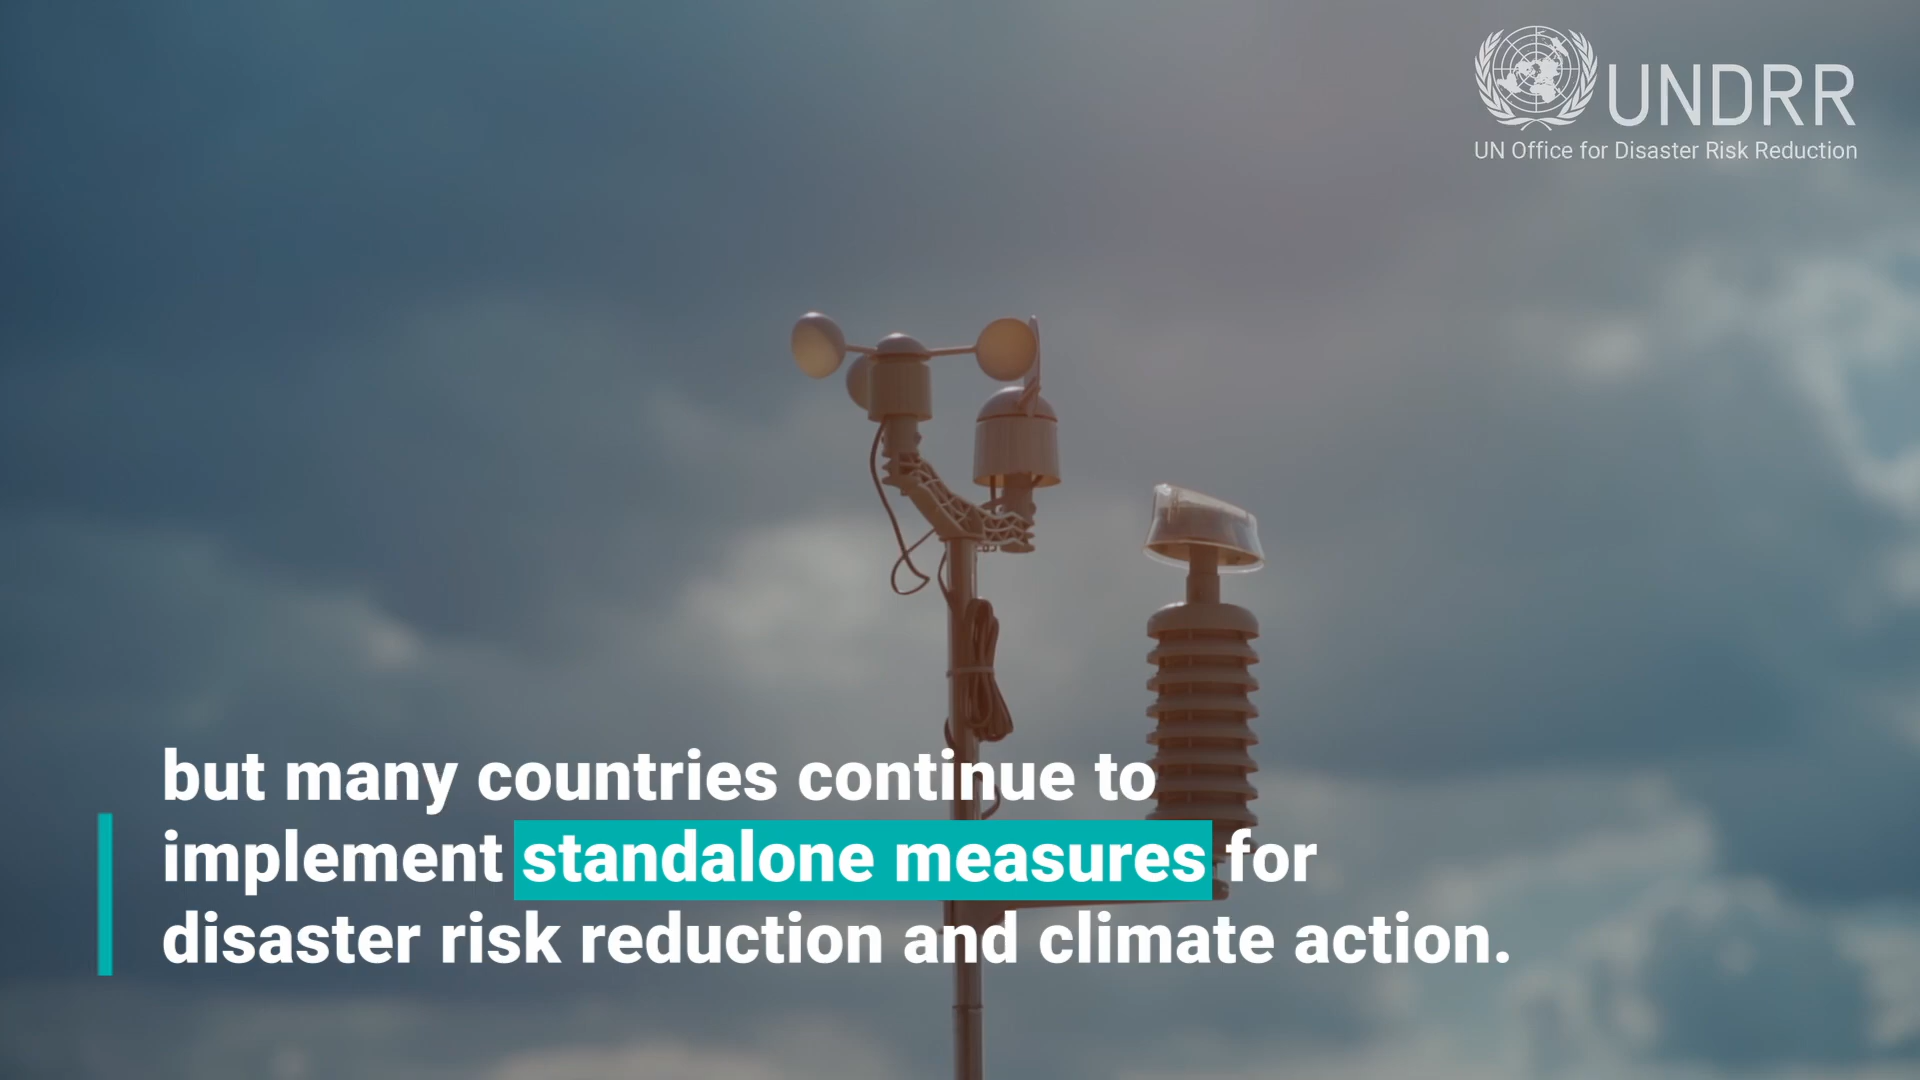 UNDRR
UN Office for Disaster Risk Reduction
but many countries continue to
implement standalone measures for
disaster risk reduction and climate action.